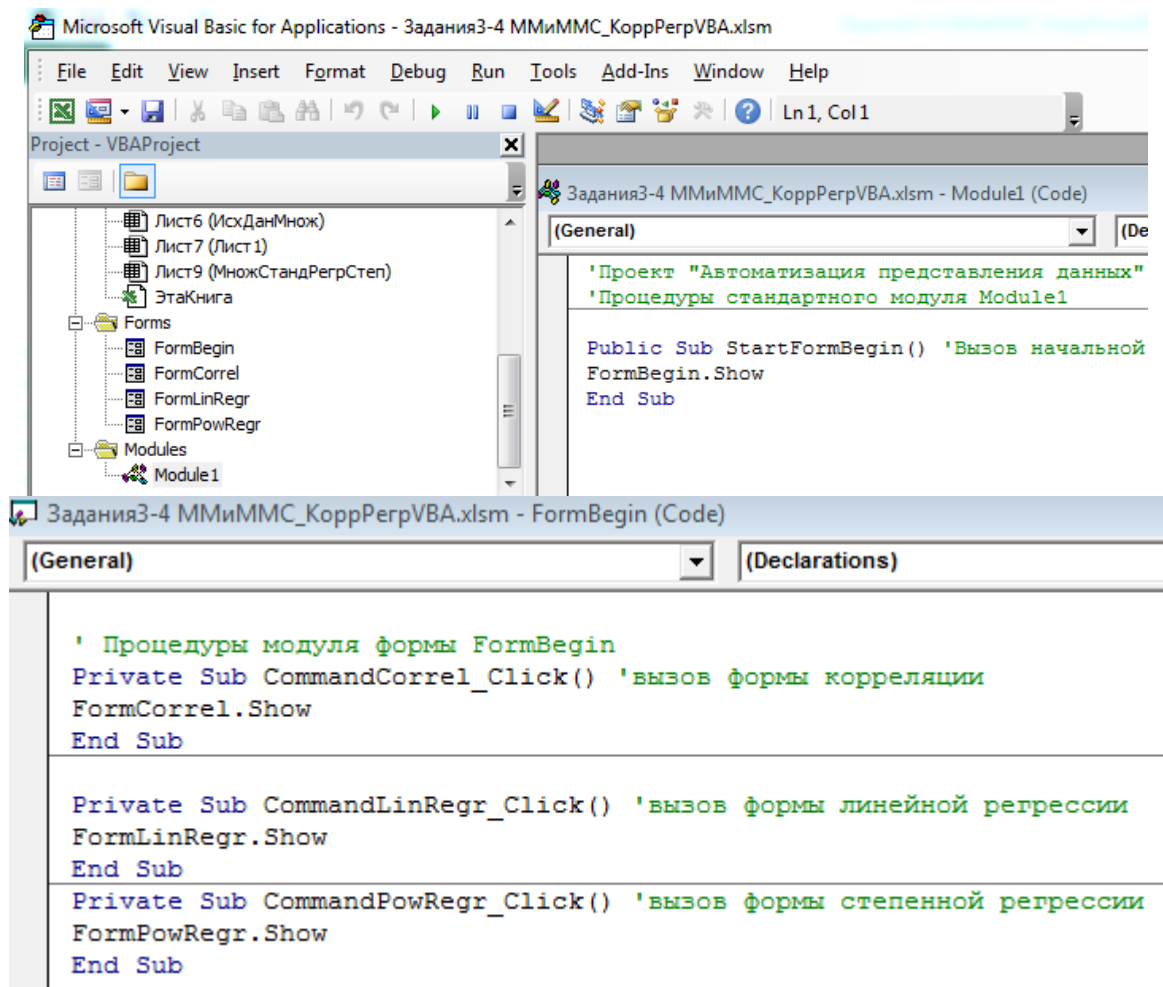 Microsoft Visual Basic for Applications - Задания3-4 ММиММС_КоррРегрVBA.xlsm
File Edit View Insert Format Debug Run Tools Add-Ins Window Help
Ln 1, Col 1
Project - VBAProject
Лист6 (ИсхДанМнож)
Лист7 (Лист1)
Лист9 (МножСтандРегрСтеп)
ЭтаКнига
Forms
FormBegin
FormCorrel
FormLinRegr
FormPowRegr
Modules
Module1
Задания3-4 ММиММС_КоррРегрVBA.xlsm - Module1 (Code)
(General) (De
'Проект "Автоматизация представления данных"
'Процедуры стандартного модуля Module1
Public Sub StartFormBegin() 'Вызов начальной
FormBegin.Show
End Sub
Задания3-4 ММиММС_КоррРегрVBA.xlsm - FormBegin (Code)
(General) (Declarations)
' Процедуры модуля формы FormBegin
Private Sub CommandCorrel_Click() 'вызов формы корреляции
FormCorrel.Show
End Sub
Private Sub CommandLinRegr_Click() 'вызов формы линейной регрессии
FormLinRegr.Show
End Sub
Private Sub CommandPowRegr_Click() 'вызов формы степенной регрессии
FormPowRegr.Show
End Sub